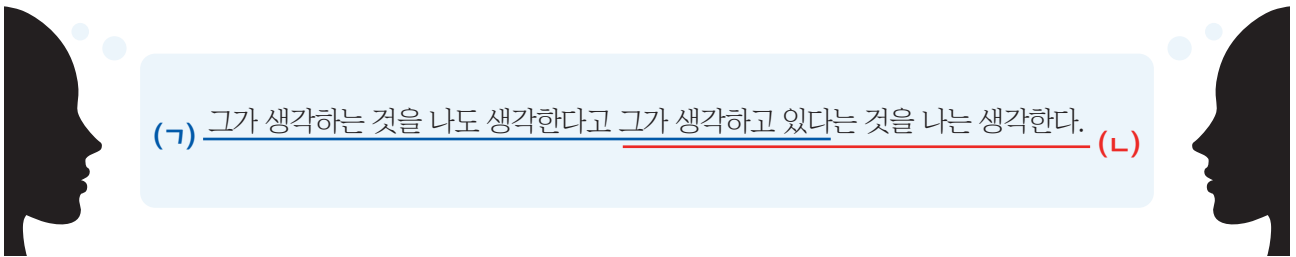 (ㄱ) 그가 생각하는 것을 나도 생각한다고 그가 생각하고 있다는 것을 나는 생각한다. (ㄴ)